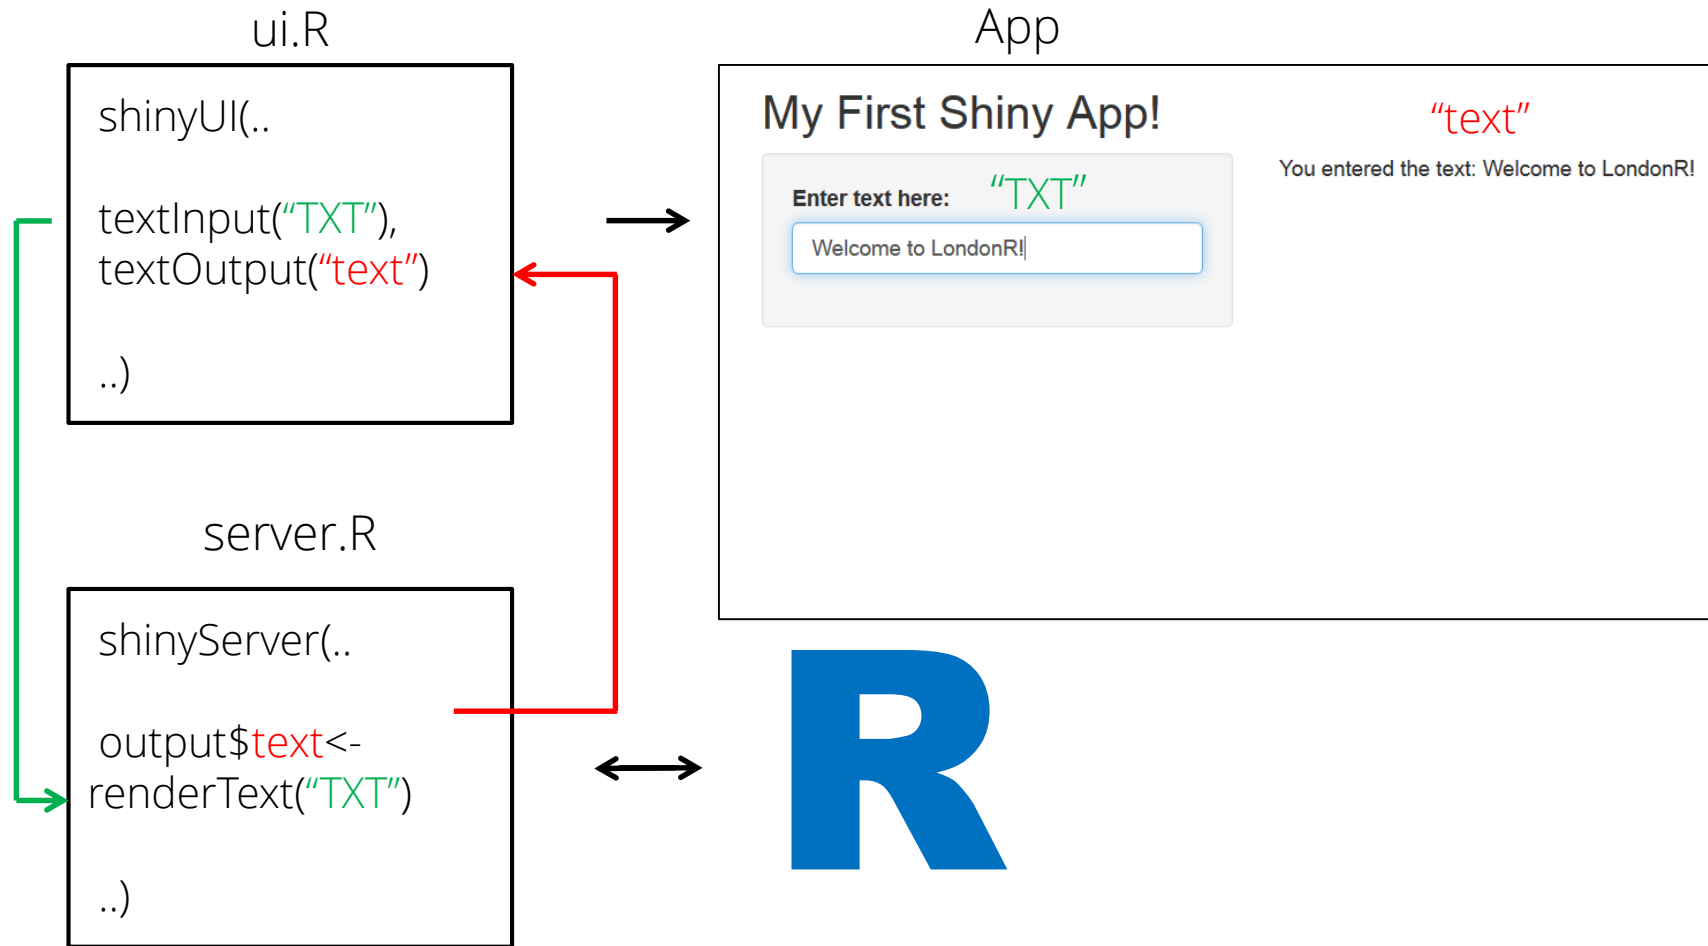 ui.R
shinyUI(..
textInput(“TXT”),
textOutput(“text”)
..)
server.R
shinyServer(..
output$text<-
renderText(“TXT”)
..)
App
My First Shiny App!
“text”
You entered the text: Welcome to LondonR!
Enter text here:
“TXT”
Welcome to LondonR!
R